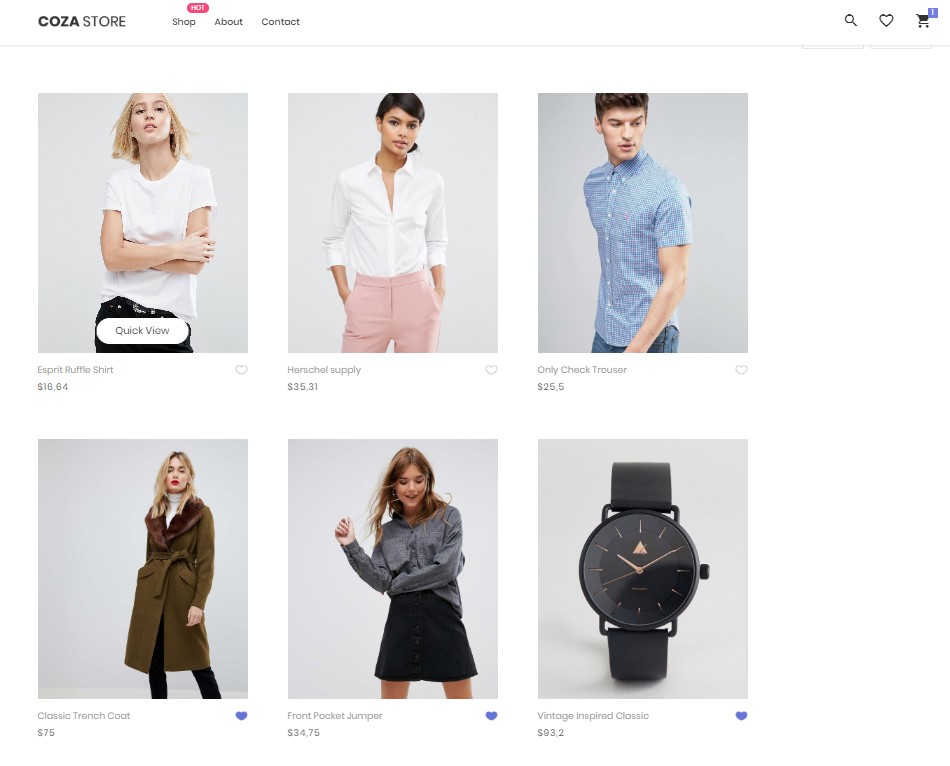 COZA STORE
HOT
Shop About Contact
1
Quick View
Esprit Ruffle Shirt
$16,64
Herschel supply
$35,31
Only Check Trouser
$25,5
Classic Trench Coat
$75
Front Pocket Jumper
$34,75
Vintage Inspired Classic
$93,2